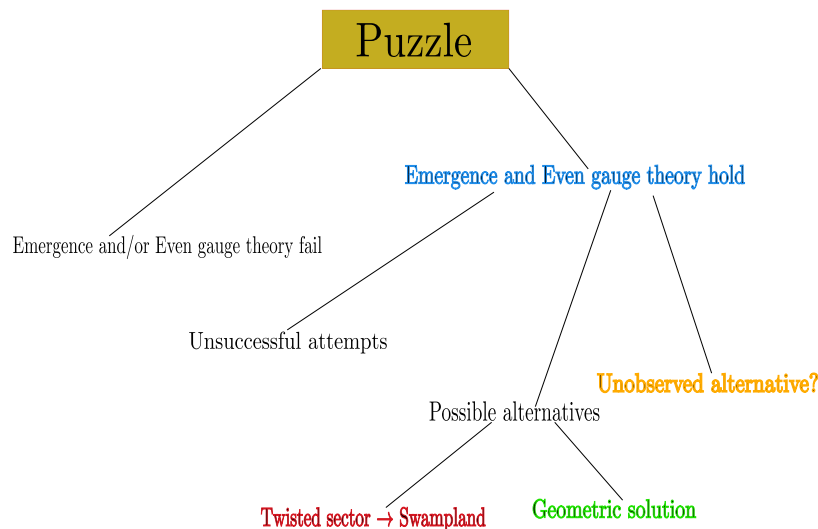 Puzzle
Emergence and Even gauge theory hold
Emergence and/or Even gauge theory fail
Unsuccessful attempts
Unobserved alternative?
Possible alternatives
Geometric solution
Twisted sector → Swampland